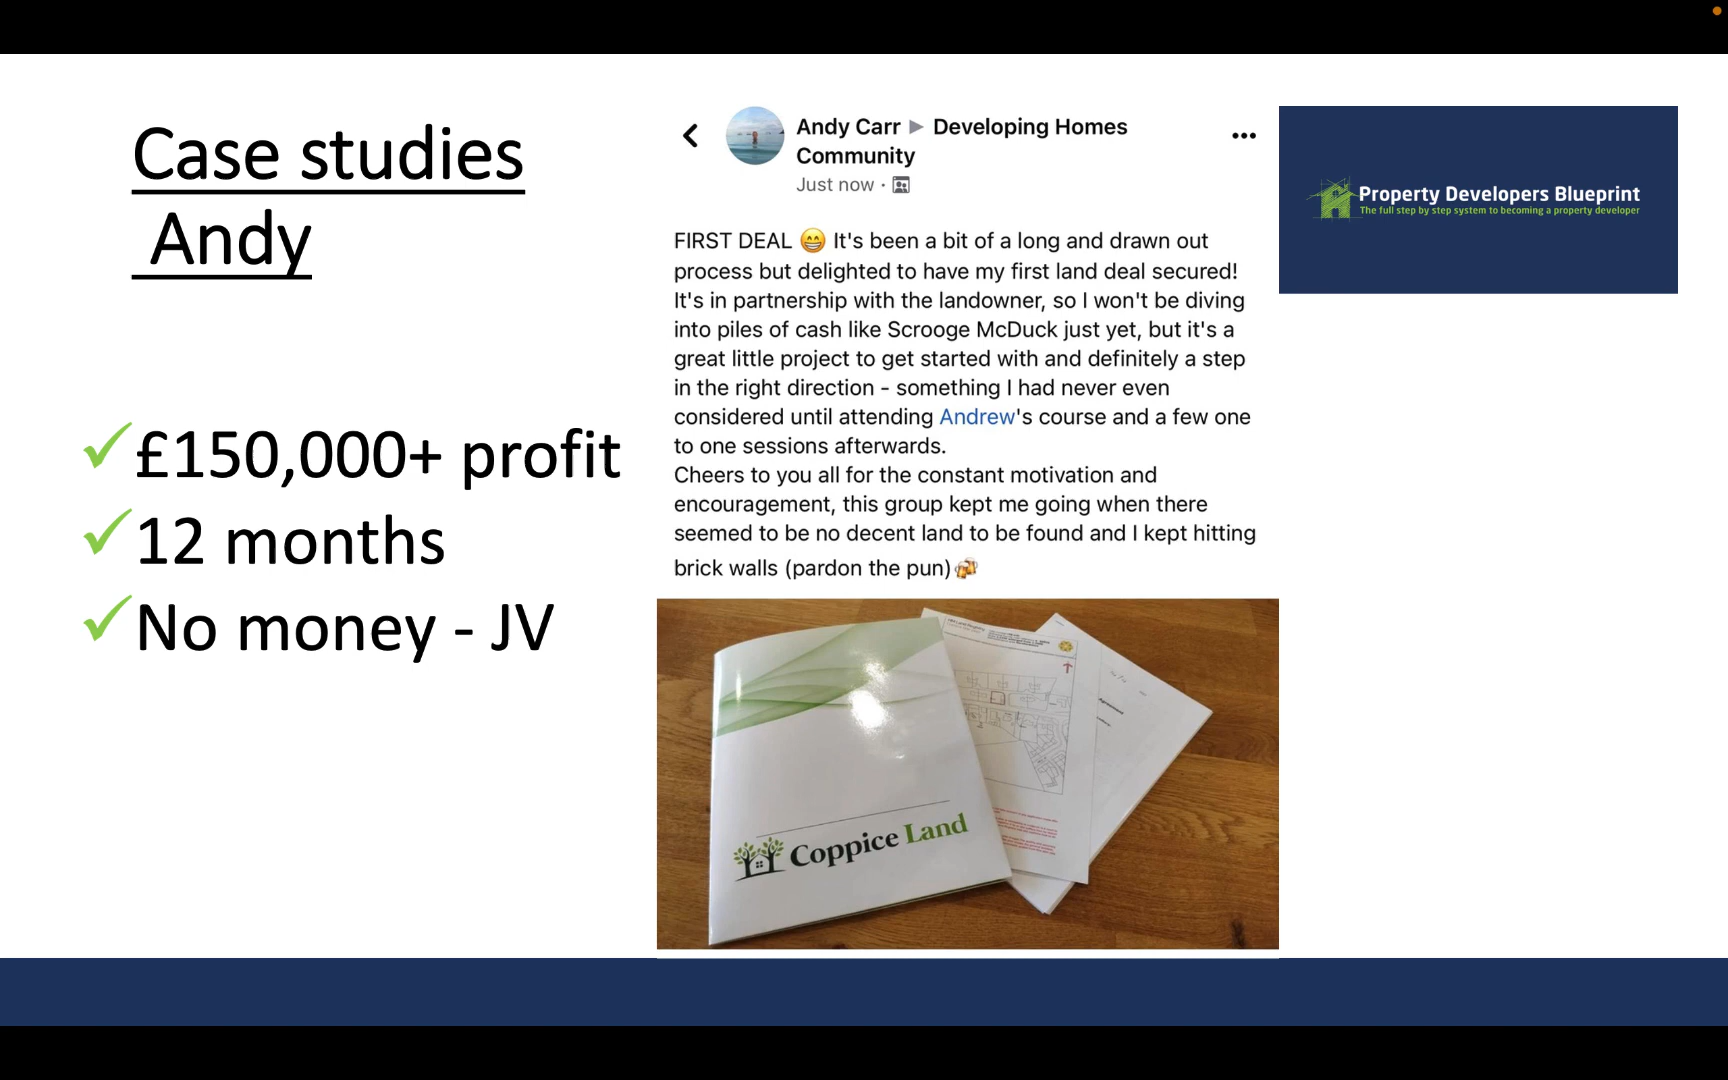 Case studies
Andy
✓£150,000+ profit
✓12 months
✓No money - JV
Andy Carr ▶ Developing Homes
Community
Just now ·
FIRST DEAL 😁 It's been a bit of a long and drawn out
process but delighted to have my first land deal secured!
It's in partnership with the landowner, so I won't be diving
into piles of cash like Scrooge McDuck just yet, but it's a
great little project to get started with and definitely a step
in the right direction - something I had never even
considered until attending Andrew's course and a few one
to one sessions afterwards.
Cheers to you all for the constant motivation and
encouragement, this group kept me going when there
seemed to be no decent land to be found and I kept hitting
brick walls (pardon the pun)🍻
Coppice Land
Property Developers Blueprint
The full step by step system to becoming a property developer